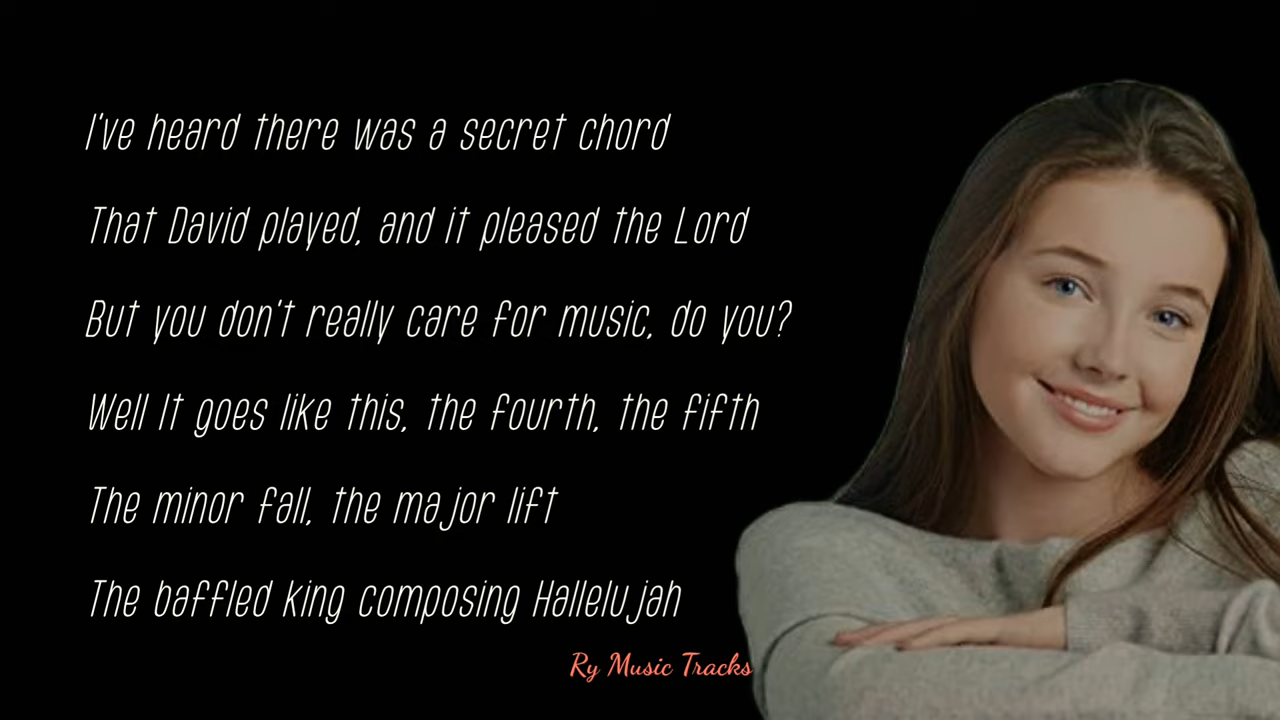 I've heard there was a secret chord
That David played, and it pleased the Lord
But you don't really care for music, do you?
Well It goes like this, the fourth, the fifth
The minor fall, the major lift
The baffled king composing Hallelujah
Ry Music Tracks